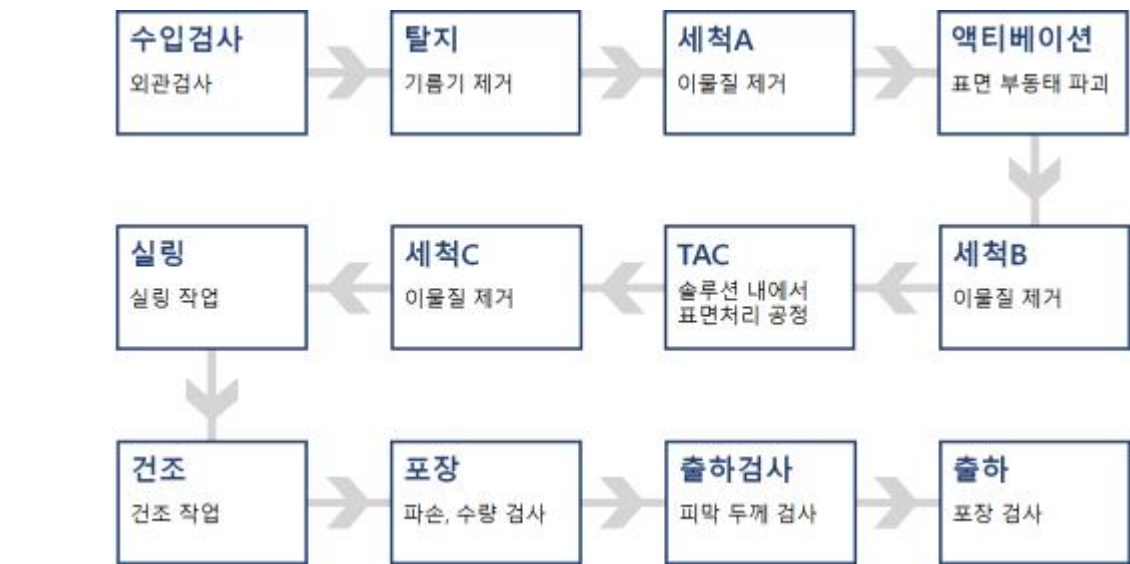 수입검사
외관검사
탈지
기름기 제거
세척A
이물질 제거
액티베이션
표면 부동태 파괴
세척B
이물질 제거
TAC
솔루션 내에서
표면처리 공정
세척C
이물질 제거
실링
실링 작업
건조
건조 작업
포장
파손, 수량 검사
출하검사
피막 두께 검사
출하
포장 검사